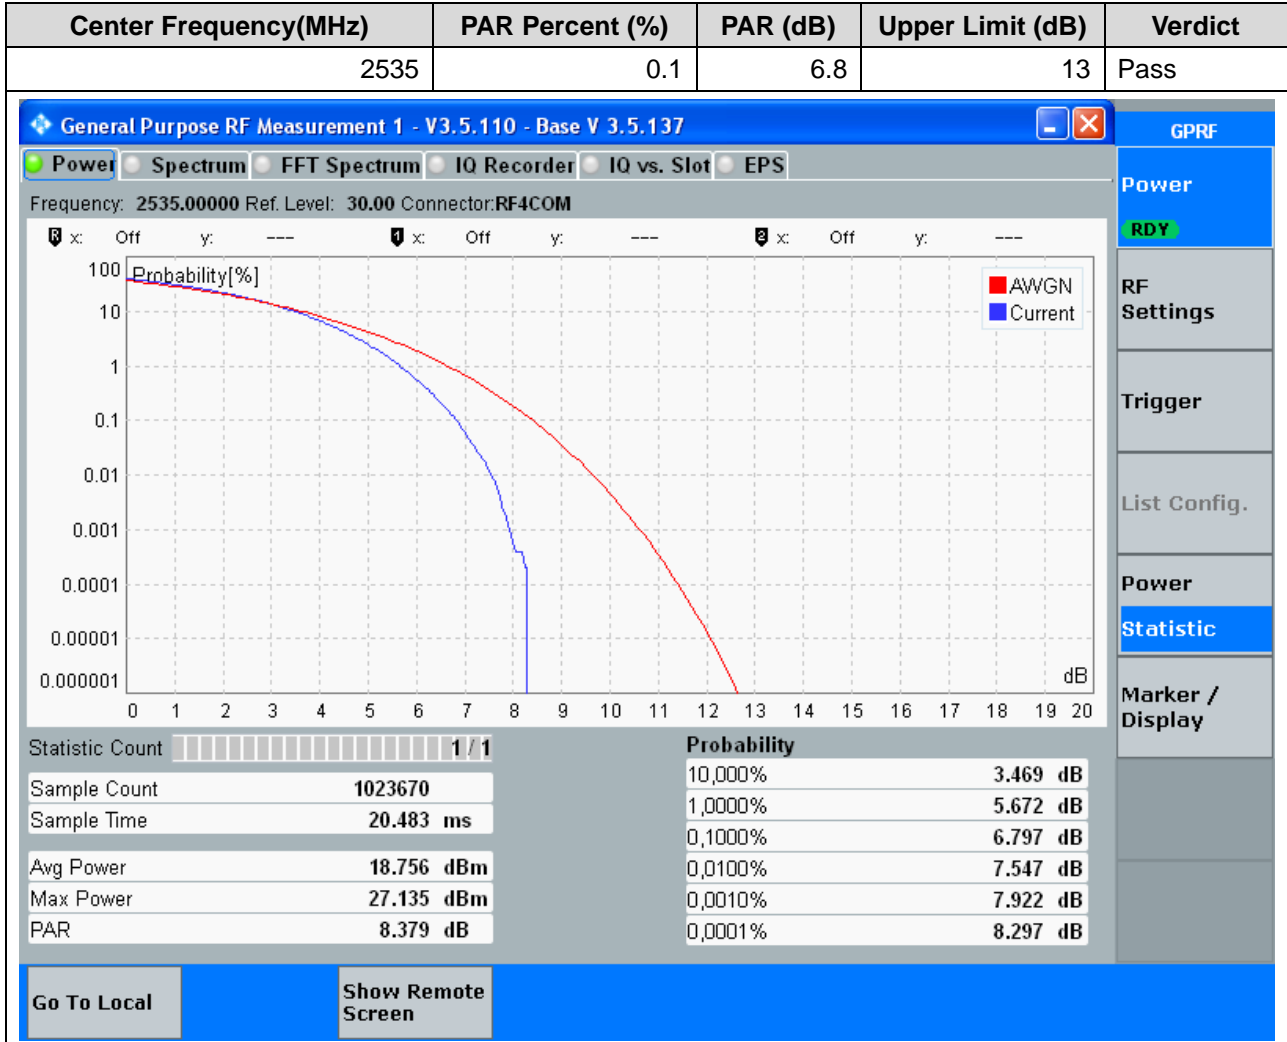 Center Frequency(MHz) PAR Percent (%) PAR (dB) Upper Limit (dB) Verdict
2535 0.1 6.8 13 Pass
General Purpose RF Measurement 1 - V3.5.110 - Base V 3.5.137
GPRF
Power Spectrum FFT Spectrum IQ Recorder IQ vs. Slot EPS
Frequency: 2535.00000 Ref. Level: 30.00 Connector:RF4COM
R x: Off y: --- 1 x: Off y: --- 2 x: Off y: ---
Probability[%]
100
10
1
0.1
0.01
0.001
0.0001
0.00001
0.000001
AWGN
Current
dB
0 1 2 3 4 5 6 7 8 9 10 11 12 13 14 15 16 17 18 19 20
Statistic Count 1 / 1
Sample Count 1023670
Sample Time 20.483 ms
Avg Power 18.756 dBm
Max Power 27.135 dBm
PAR 8.379 dB
Probability
10,000% 3.469 dB
1,0000% 5.672 dB
0,1000% 6.797 dB
0,0100% 7.547 dB
0,0010% 7.922 dB
0,0001% 8.297 dB
Power
RDY
RF
Settings
Trigger
List Config.
Power
Statistic
Marker /
Display
Go To Local
Show Remote
Screen